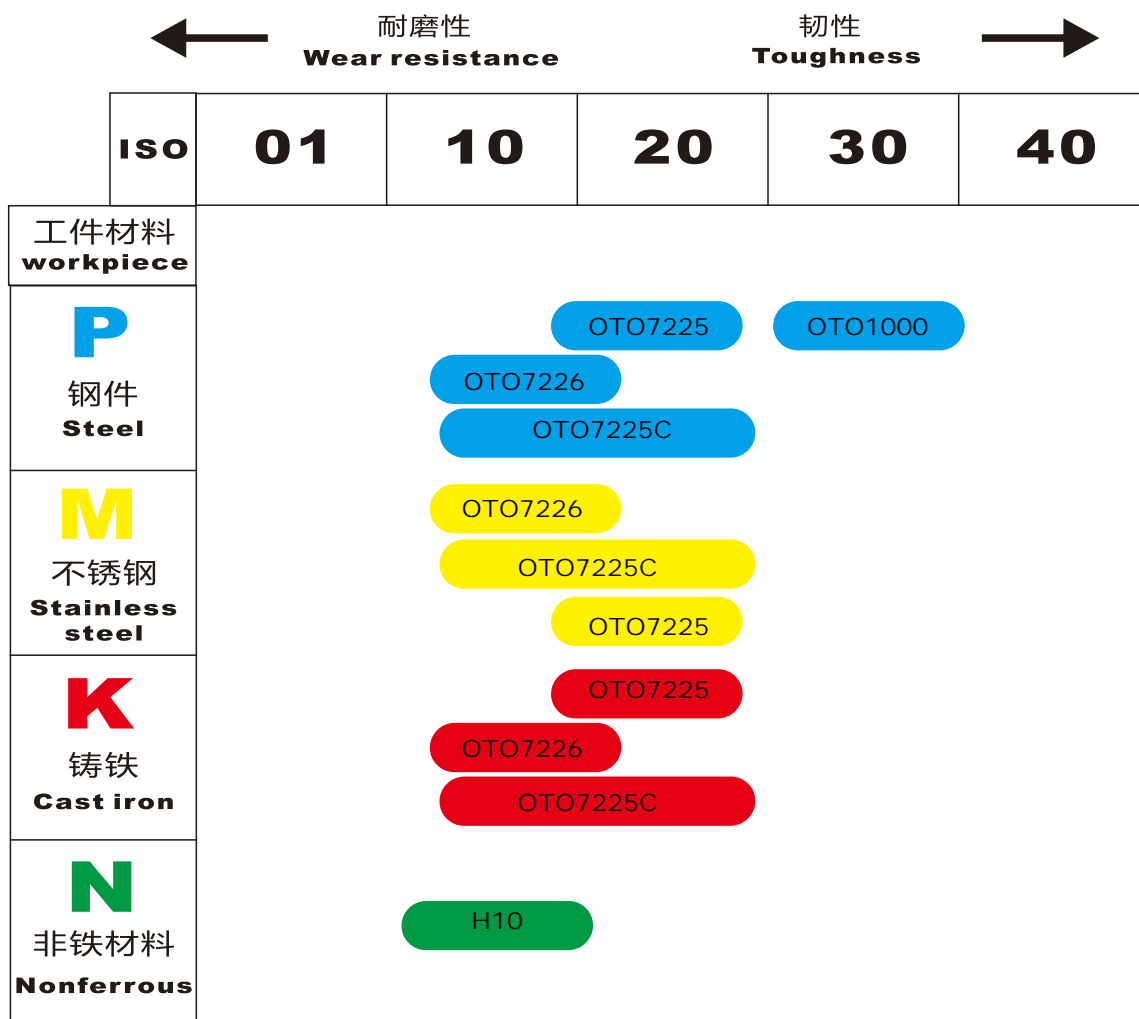 耐磨性
Wear resistance
韧性
Toughness
ISO
01
10
20
30
40
工件材料
workpiece
P
钢件
Steel
OTO7225
OTO1000
OTO7226
OTO7225C
M
不锈钢
Stainless
steel
OTO7226
OTO7225C
OTO7225
K
铸铁
Cast iron
OTO7225
OTO7226
OTO7225C
N
非铁材料
Nonferrous
H10